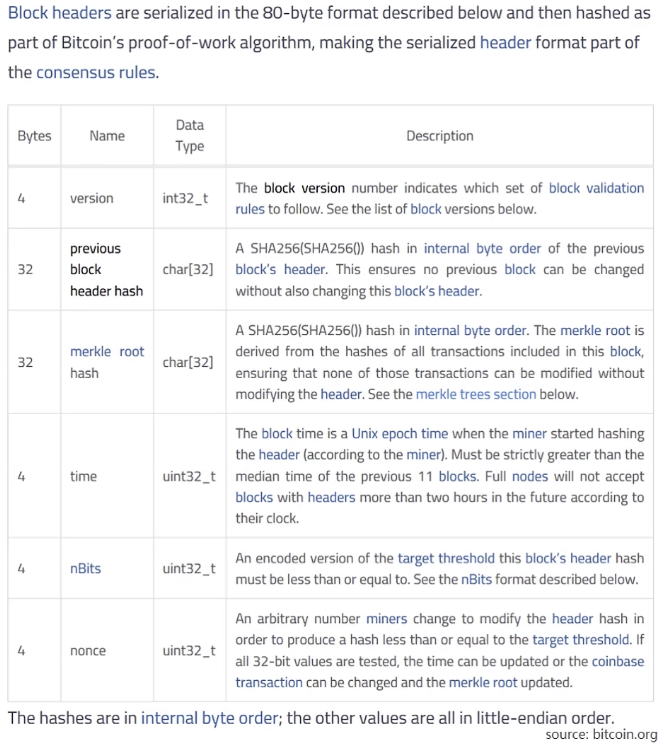 Block headers are serialized in the 80-byte format described below and then hashed as
part of Bitcoin's proof-of-work algorithm, making the serialized header format part of
the consensus rules.
Bytes Name Data Type Description
4 version int32_t The block version number indicates which set of block validation
rules to follow. See the list of block versions below.
32 previous block header hash char[32] A SHA256(SHA256()) hash in internal byte order of the previous
block's header. This ensures no previous block can be changed
without also changing this block's header.
32 merkle root hash char[32] A SHA256(SHA256()) hash in internal byte order. The merkle root is
derived from the hashes of all transactions included in this block,
ensuring that none of those transactions can be modified without
modifying the header. See the merkle trees section below.
4 time uint32_t The block time is a Unix epoch time when the miner started hashing
the header (according to the miner). Must be strictly greater than the
median time of the previous 11 blocks. Full nodes will not accept
blocks with headers more than two hours in the future according to
their clock.
4 nBits uint32_t An encoded version of the target threshold this block's header hash
must be less than or equal to. See the nBits format described below.
4 nonce uint32_t An arbitrary number miners change to modify the header hash in
order to produce a hash less than or equal to the target threshold. If
all 32-bit values are tested, the time can be updated or the coinbase
transaction can be changed and the merkle root updated.
The hashes are in internal byte order; the other values are all in little-endian order.
source: bitcoin.org